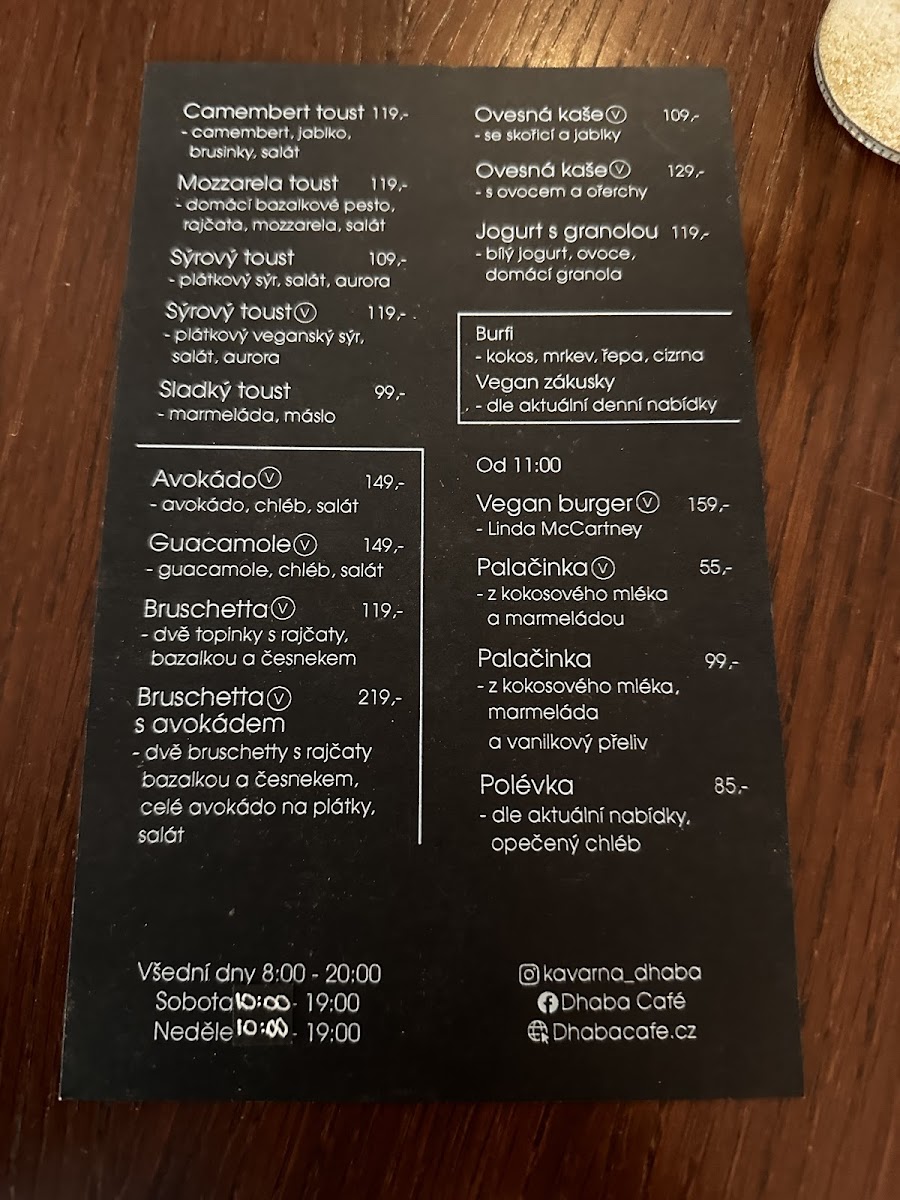 Camembert toust 119,-
- camembert, jablko,
brusinky, salát
Mozzarela toust 119,-
- domácí bazalkové pesto,
rajčata, mozzarela, salát
Sýrový toust 109,-
- plátkový sýr, salát, aurora
Sýrový toust Ⓥ 119,-
- plátkový veganský sýr,
salát, aurora
Sladký toust 99,-
- marmeláda, máslo
Avokádo Ⓥ 149,-
- avokádo, chléb, salát
Guacamole Ⓥ 149,-
- guacamole, chléb, salát
Bruschetta Ⓥ 119,-
- dvě topinky s rajčaty,
bazalkou a česnekem
Bruschetta Ⓥ 219,-
s avokádem
- dvě bruschetty s rajčaty
bazalkou a česnekem,
celé avokádo na plátky,
salát
Ovesná kaše Ⓥ 109,-
- se skořicí a jablky
Ovesná kaše Ⓥ 129,-
- s ovocem a ořerchy
Jogurt s granolou 119,-
- bílý jogurt, ovoce,
domácí granola
Burfi
- kokos, mrkev, řepa, cizrna
Vegan zákusky
- dle aktuální denní nabídky
Od 11:00
Vegan burger Ⓥ 159,-
- Linda McCartney
Palačinka Ⓥ 55,-
- z kokosového mléka
a marmeládou
Palačinka 99,-
- z kokosového mléka,
marmeláda
a vanilkový přeliv
Polévka 85,-
- dle aktuální nabídky,
opečený chléb
Všední dny 8:00 - 20:00
Sobota 10:00 - 19:00
Neděle 10:00 - 19:00
kavarna_dhaba
Dhaba Café
Dhabacafe.cz